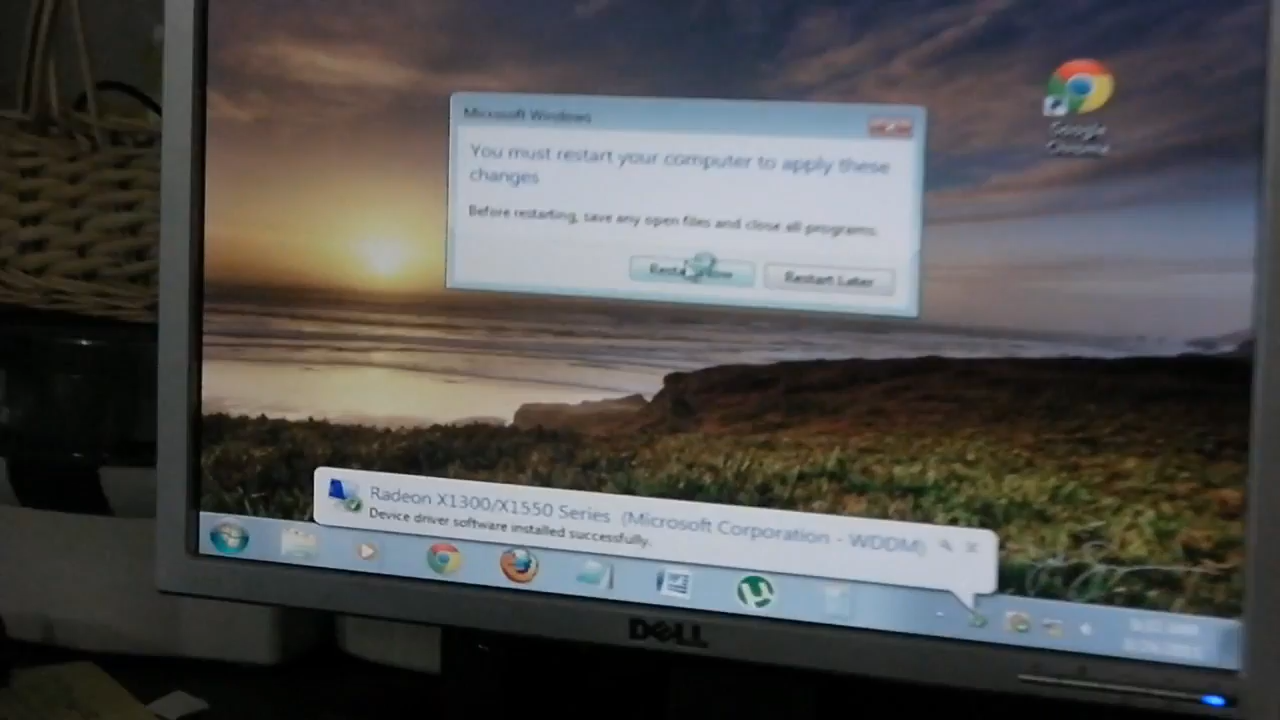 Microsoft Windows
You must restart your computer to apply these
changes
Before restarting, save any open files and close all programs.
Restart Now
Restart Later
Google
Chrome
Radeon X1300/X1550 Series (Microsoft Corporation - WDDM)
Device driver software installed successfully.
DELL